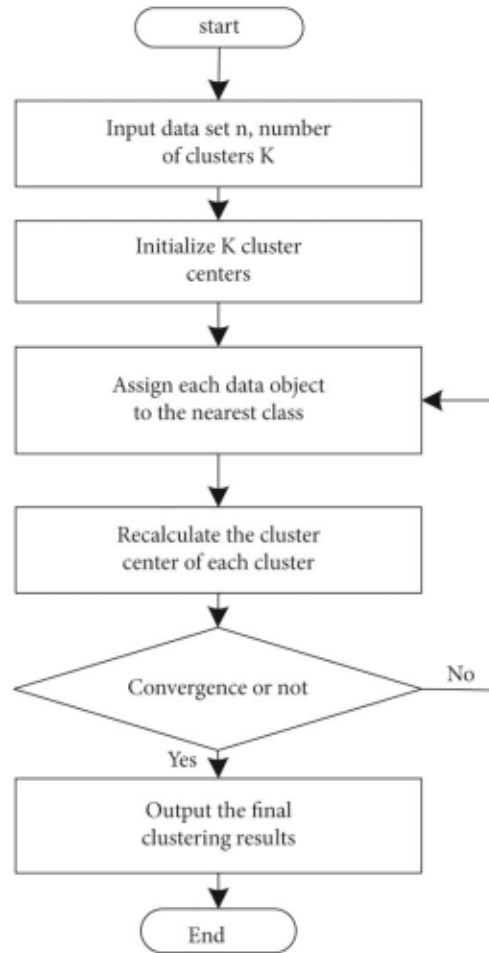 start
Input data set n, number
of clusters K
Initialize K cluster
centers
Assign each data object
to the nearest class
Recalculate the cluster
center of each cluster
Convergence or not
No
Yes
Output the final
clustering results
End